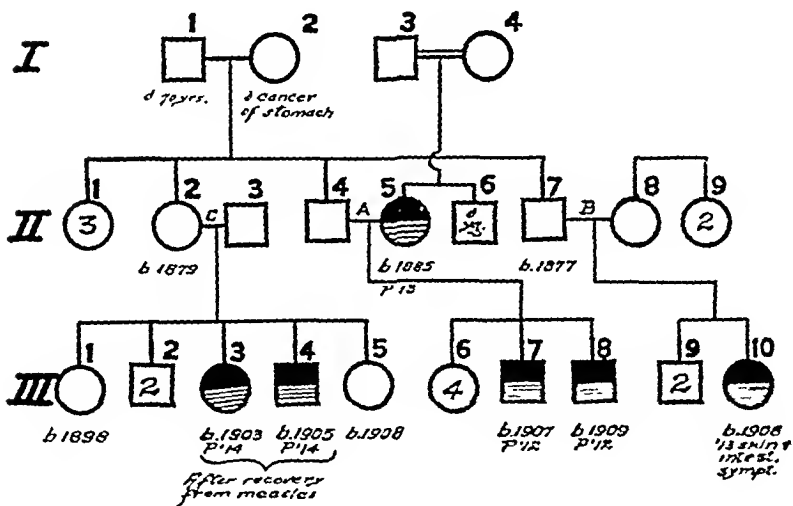 1 2 3 4
I
d 70 yrs. d cancer
of stomach
1 2 3 4 5 6 7 8 9
II 3 C A d B 2
b.1879 b.1885 b.1877
P'13
1 2 3 4 5 6 7 8 9 10
III 2 4 2
b.1898 b.1903 b.1905 b.1908 b.1907 b.1909 b.1908
P'14 P'14 P'12 P'12 '13 skin &
After recovery intest.
from measles sympt.